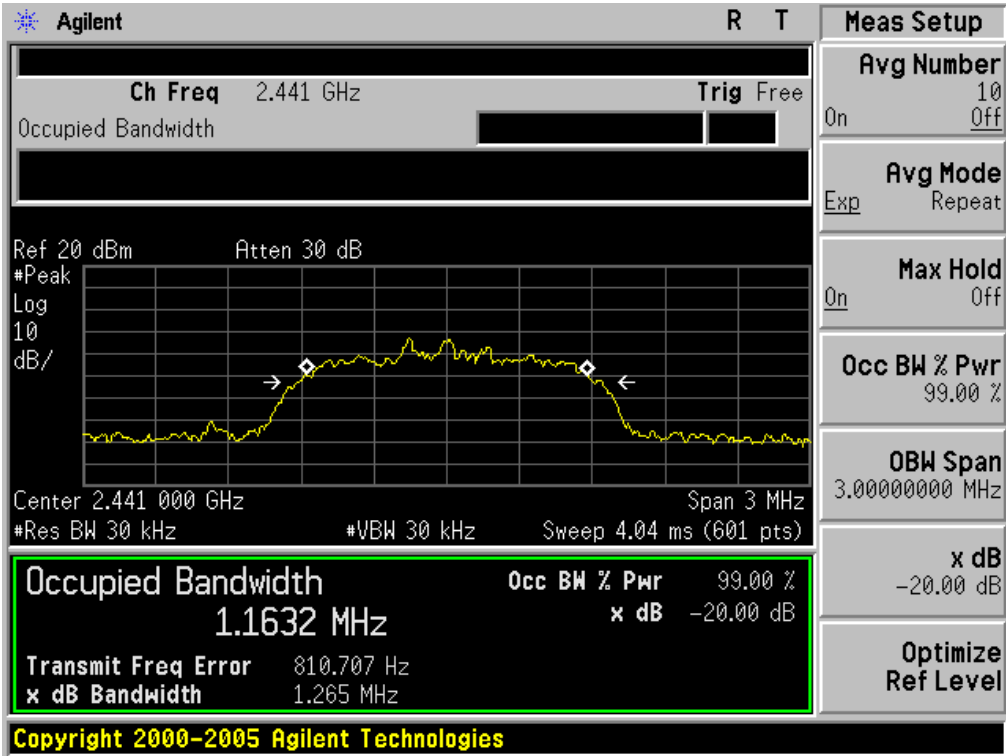 Agilent R T
Ch Freq 2.441 GHz Trig Free
Occupied Bandwidth
Ref 20 dBm Atten 30 dB
#Peak
Log
10
dB/
Center 2.441 000 GHz Span 3 MHz
#Res BW 30 kHz #VBW 30 kHz Sweep 4.04 ms (601 pts)
Occupied Bandwidth
1.1632 MHz
Occ BW % Pwr 99.00 %
x dB -20.00 dB
Transmit Freq Error 810.707 Hz
x dB Bandwidth 1.265 MHz
Copyright 2000-2005 Agilent Technologies
Meas Setup
Avg Number
10
On Off
Avg Mode
Exp Repeat
Max Hold
On Off
Occ BW % Pwr
99.00 %
OBW Span
3.00000000 MHz
x dB
-20.00 dB
Optimize
Ref Level